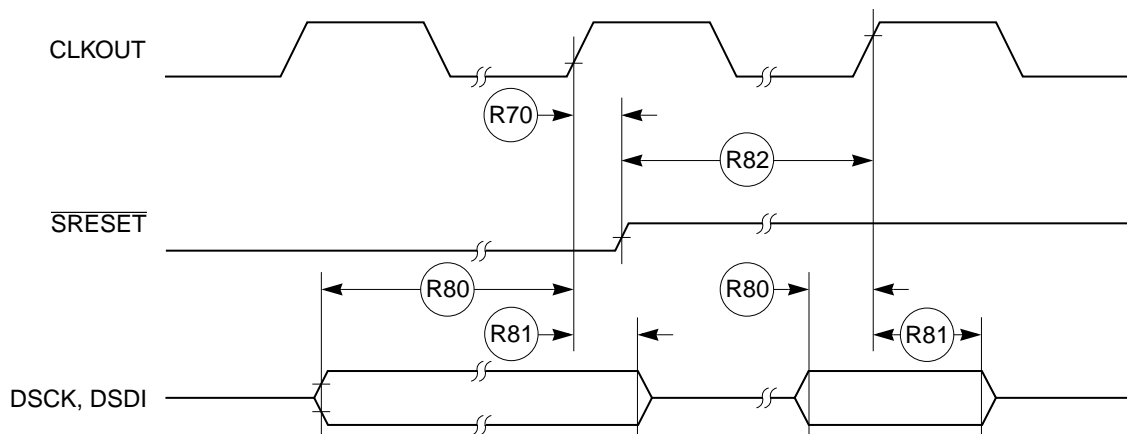 CLKOUT
R70
R82
SRESET
R80
R80
R81
R81
DSCK, DSDI